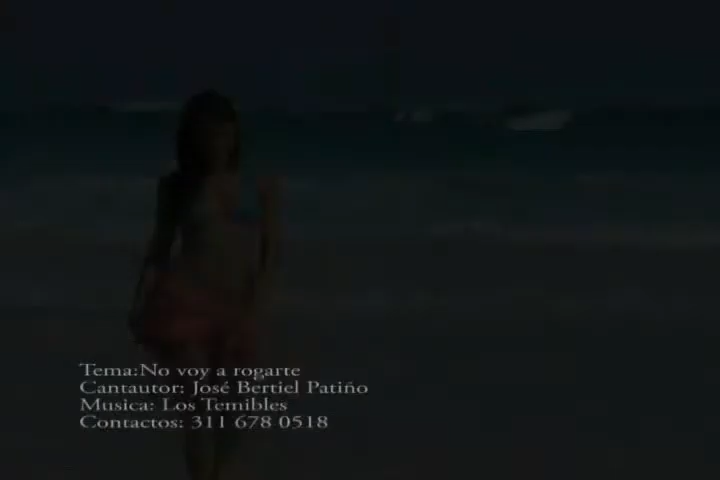 Tema:No voy a rogarte
Cantautor: José Bertiel Patiño
Musica: Los Temibles
Contactos: 311 678 0518